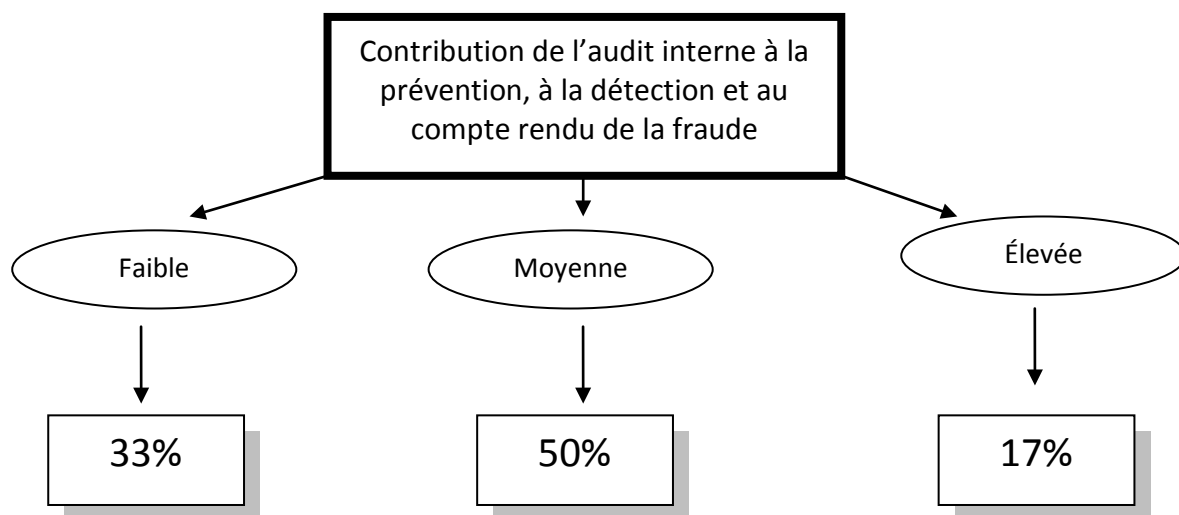 Contribution de l’audit interne à la
prévention, à la détection et au
compte rendu de la fraude
Faible
Moyenne
Élevée
33%
50%
17%